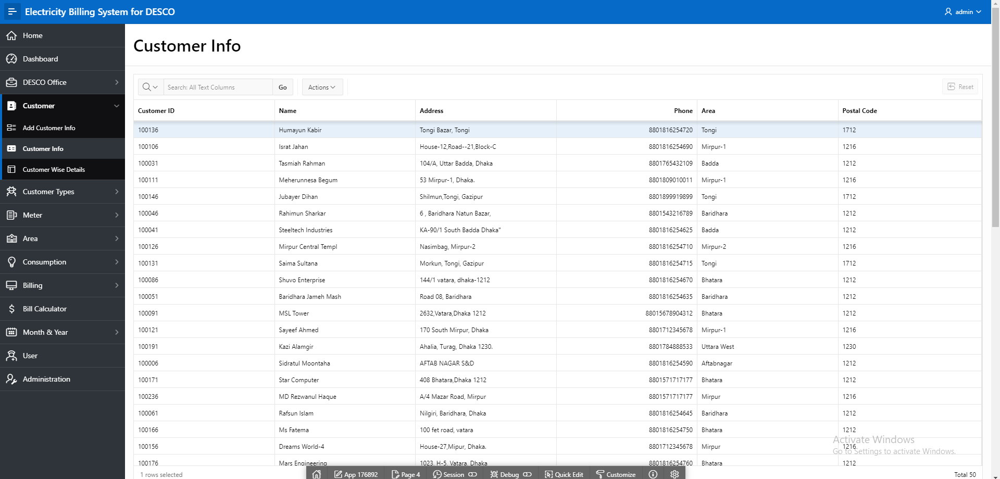 Electricity Billing System for DESCO
admin
Home
Dashboard
DESCO Office
Customer
Add Customer Info
Customer Info
Customer Wise Details
Customer Types
Meter
Area
Consumption
Billing
Bill Calculator
Month & Year
User
Administration
Customer Info
Search: All Text Columns Go Actions Reset
Customer ID Name Address Phone Area Postal Code
100136 Humayun Kabir Tongi Bazar, Tongi 8801816254720 Tongi 1712
100106 Israt Jahan House-12,Road--21,Block-C 8801816254690 Mirpur-1 1216
100031 Tasmiah Rahman 104/A, Uttar Badda, Dhaka 8801765432109 Badda 1212
100111 Meherunnesa Begum 53 Mirpur-1, Dhaka. 8801809010011 Mirpur-1 1216
100146 Jubayer Dihan Shilmun,Tongi, Gazipur 8801899919899 Tongi 1712
100046 Rahimun Sharkar 6 , Baridhara Natun Bazar, 8801543216789 Baridhara 1212
100041 Steeltech Industries KA-90/1 South Badda Dhaka" 8801816254625 Badda 1212
100126 Mirpur Central Templ Nasimbag, Mirpur-2 8801816254710 Mirpur-2 1216
100131 Saima Sultana Morkun, Tongi, Gazipur 8801816254715 Tongi 1712
100086 Shuvo Enterprise 144/1 vatara, dhaka-1212 8801816254670 Bhatara 1212
100051 Baridhara Jameh Mash Road 08, Baridhara 8801816254635 Baridhara 1212
100091 MSL Tower 2632,Vatara,Dhaka 1212 88015678904312 Bhatara 1212
100121 Sayeef Ahmed 170 South Mirpur, Dhaka 8801712345678 Mirpur-1 1216
100191 Kazi Alamgir Ahalia, Turag, Dhaka 1230. 8801784888533 Uttara West 1230
100006 Sidratul Moontaha AFTAB NAGAR S&D 8801816254590 Aftabnagar 1212
100171 Star Computer 408 Bhatara,Dhaka 1212 8801571717177 Bhatara 1212
100236 MD Rezwanul Haque A/4 Mazar Road, Mirpur 8801571717177 Mirpur 1216
100061 Rafsun Islam Nilgiri, Baridhara, Dhaka 8801816254645 Baridhara 1212
100166 Ms Fatema 100 fet road, vatara 8801816254750 Bhatara 1212
100156 Dreams World-4 House-27,Mipur, Dhaka. 8801712345678 Mirpur 1216
100176 Mars Engineering 1023, H-5, Vatara, Dhaka 8801816254760 Bhatara 1212
Activate Windows
Go to Settings to activate Windows.
1 rows selected Total 50
App 176892 Page 4 Session Debug Quick Edit Customize